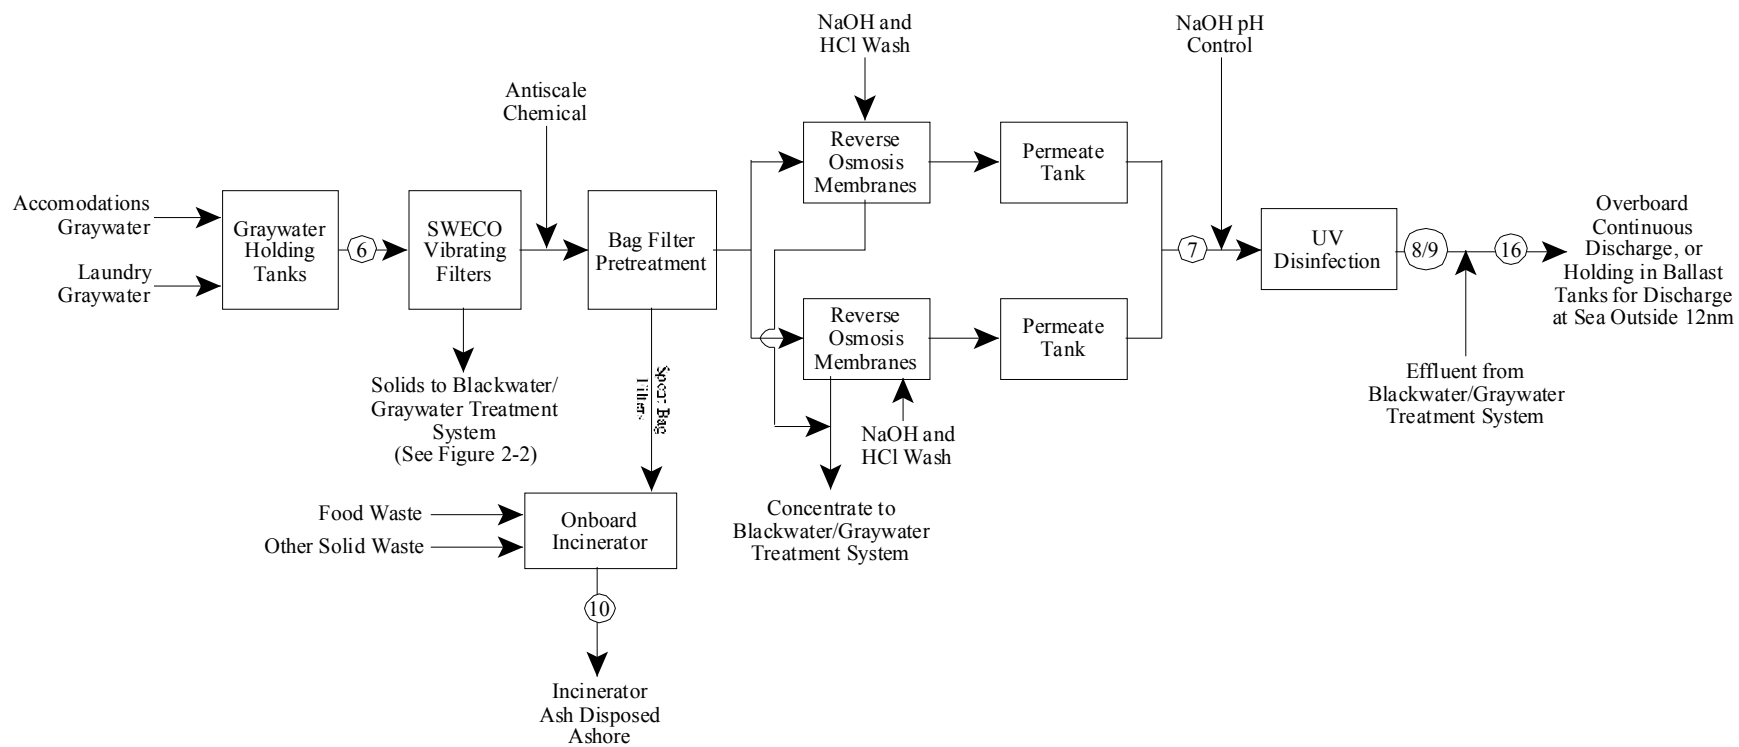 NaOH and
HCl Wash
NaOH pH
Control
Antiscale
Chemical
Accomodations
Graywater
Laundry
Graywater
Graywater
Holding
Tanks
6
SWECO
Vibrating
Filters
Bag Filter
Pretreatment
Reverse
Osmosis
Membranes
Permeate
Tank
Reverse
Osmosis
Membranes
Permeate
Tank
7
UV
Disinfection
8/9
16
Overboard
Continuous
Discharge, or
Holding in Ballast
Tanks for Discharge
at Sea Outside 12nm
Solids to Blackwater/
Graywater Treatment
System
(See Figure 2-2)
Spent Bag
Filters
NaOH and
HCl Wash
Effluent from
Blackwater/Graywater
Treatment System
Concentrate to
Blackwater/Graywater
Treatment System
Food Waste
Other Solid Waste
Onboard
Incinerator
10
Incinerator
Ash Disposed
Ashore